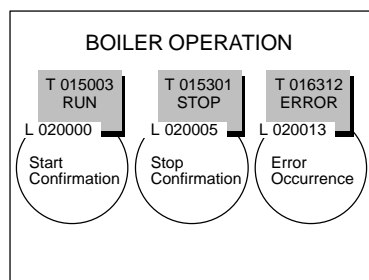 BOILER OPERATION
T 015003 T 015301 T 016312
RUN STOP ERROR
L 020000 L 020005 L 020013
Start Stop Error
Confirmation Confirmation Occurrence